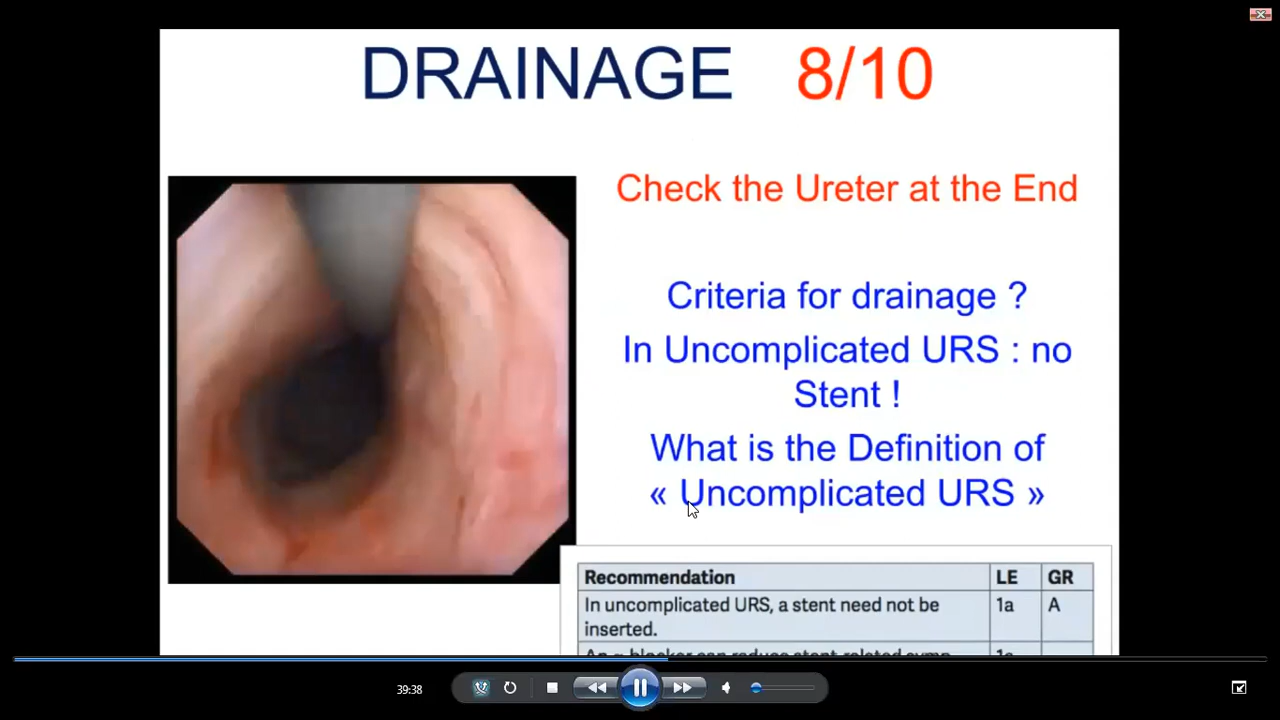 DRAINAGE 8/10
Check the Ureter at the End
Criteria for drainage ?
In Uncomplicated URS : no
Stent !
What is the Definition of
« Uncomplicated URS »
Recommendation LE GR
In uncomplicated URS, a stent need not be 1a A
inserted.
39:38